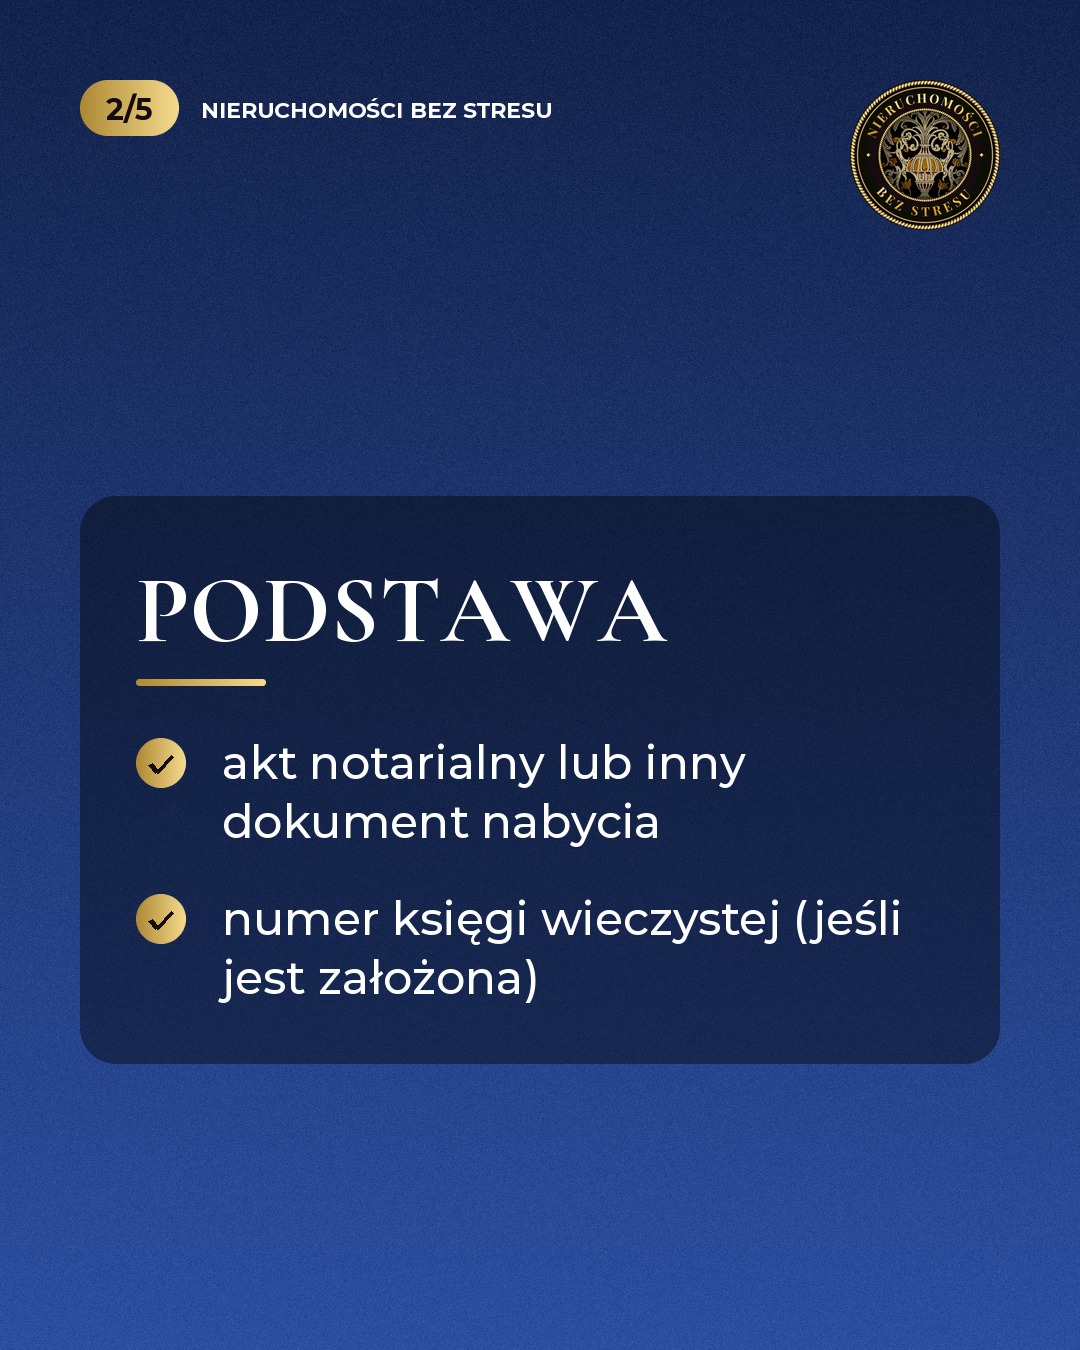 2/5
NIERUCHOMOŚCI BEZ STRESU
NIERUCHOMOŚCI
BEZ STRESU
PODSTAWA
akt notarialny lub inny
dokument nabycia
numer księgi wieczystej (jeśli
jest założona)